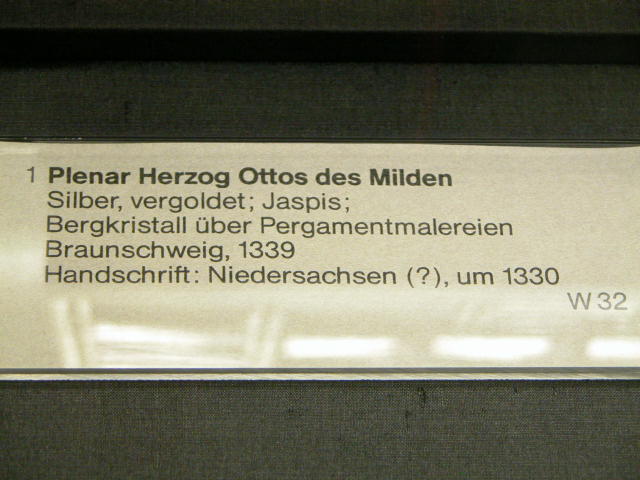 1 Plenar Herzog Ottos des Milden
Silber, vergoldet; Jaspis;
Bergkristall über Pergamentmalereien
Braunschweig, 1339
Handschrift: Niedersachsen (?), um 1330
W 32